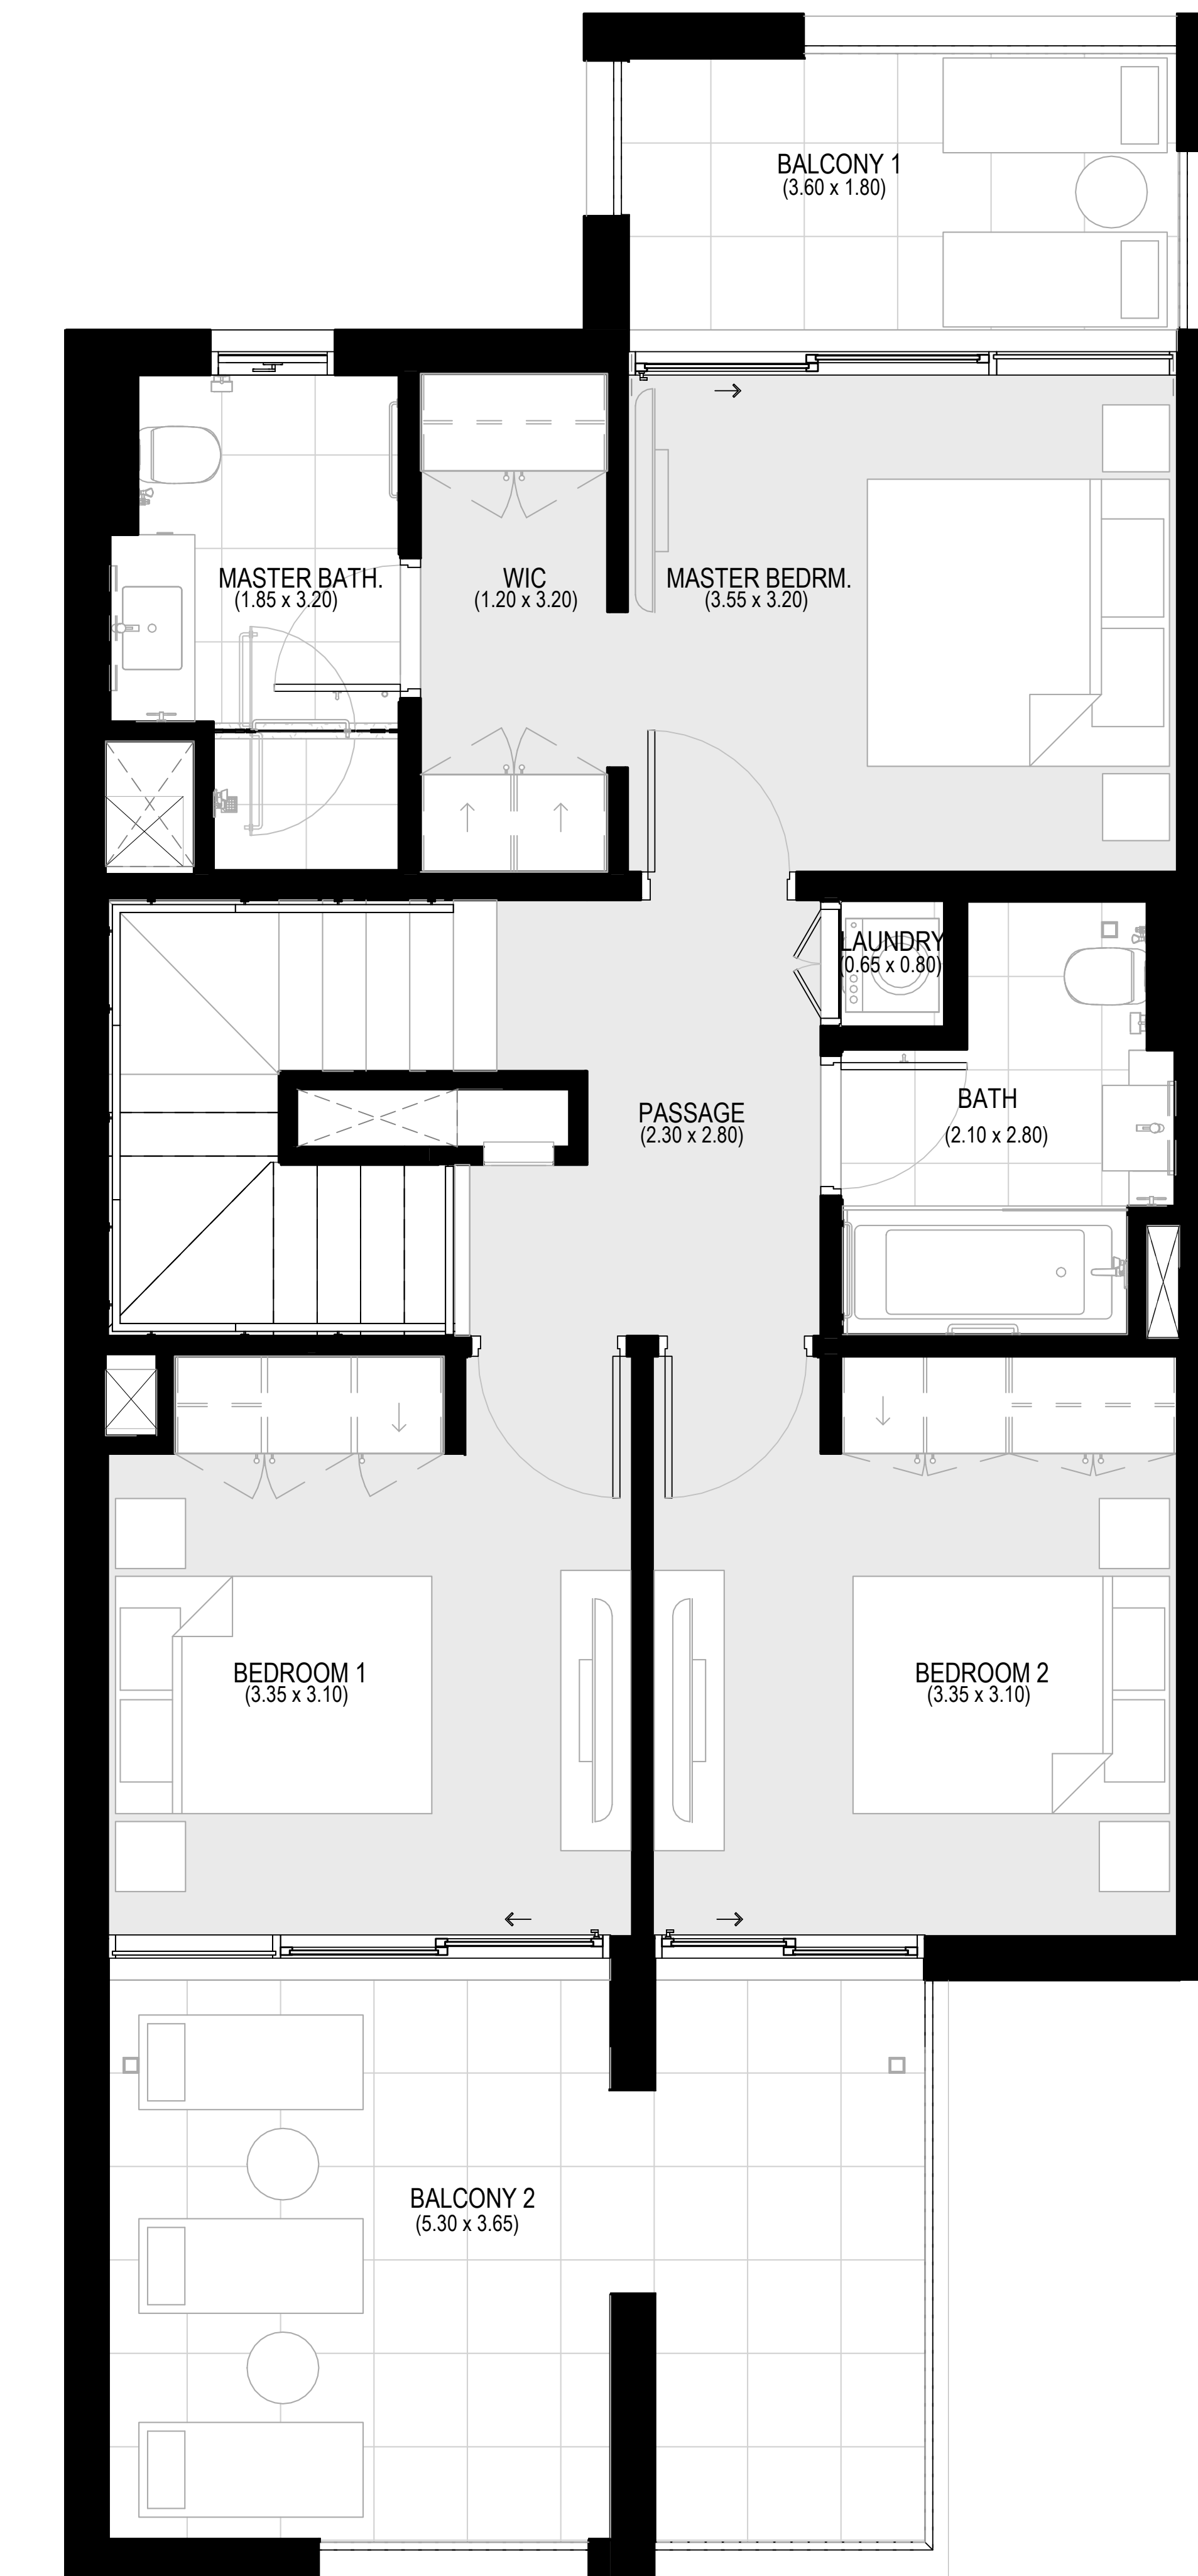 BALCONY 1
(3.60 x 1.80)
MASTER BATH.
(1.85 x 3.20)
WIC
(1.20 x 3.20)
MASTER BEDRM.
(3.55 x 3.20)
LAUNDRY
(0.65 x 0.80)
PASSAGE
(2.30 x 2.80)
BATH
(2.10 x 2.80)
BEDROOM 1
(3.35 x 3.10)
BEDROOM 2
(3.35 x 3.10)
BALCONY 2
(5.30 x 3.65)